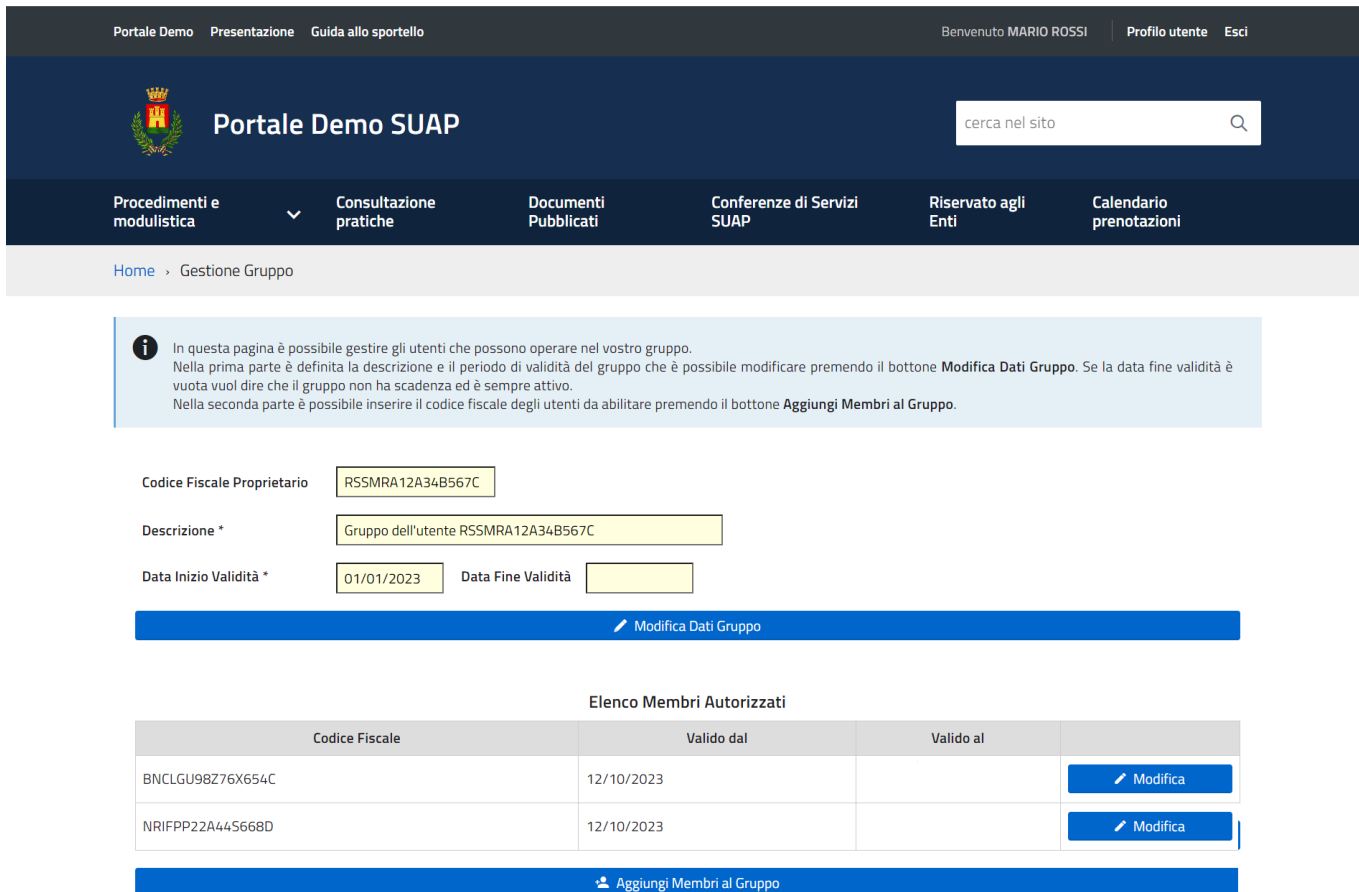 Portale Demo Presentazione Guida allo sportello Benvenuto MARIO ROSSI Profilo utente Esci
Portale Demo SUAP
cerca nel sito
Procedimenti e modulistica
Consultazione pratiche
Documenti Pubblicati
Conferenze di Servizi SUAP
Riservato agli Enti
Calendario prenotazioni
Home › Gestione Gruppo
In questa pagina è possibile gestire gli utenti che possono operare nel vostro gruppo.
Nella prima parte è definita la descrizione e il periodo di validità del gruppo che è possibile modificare premendo il bottone Modifica Dati Gruppo. Se la data fine validità è
vuota vuol dire che il gruppo non ha scadenza ed è sempre attivo.
Nella seconda parte è possibile inserire il codice fiscale degli utenti da abilitare premendo il bottone Aggiungi Membri al Gruppo.
Codice Fiscale Proprietario RSSMRA12A34B567C
Descrizione * Gruppo dell'utente RSSMRA12A34B567C
Data Inizio Validità * 01/01/2023 Data Fine Validità
Modifica Dati Gruppo
Elenco Membri Autorizzati
Codice Fiscale Valido dal Valido al
BNCLGU98Z76X654C 12/10/2023 Modifica
NRIFPP22A44S668D 12/10/2023 Modifica
Aggiungi Membri al Gruppo